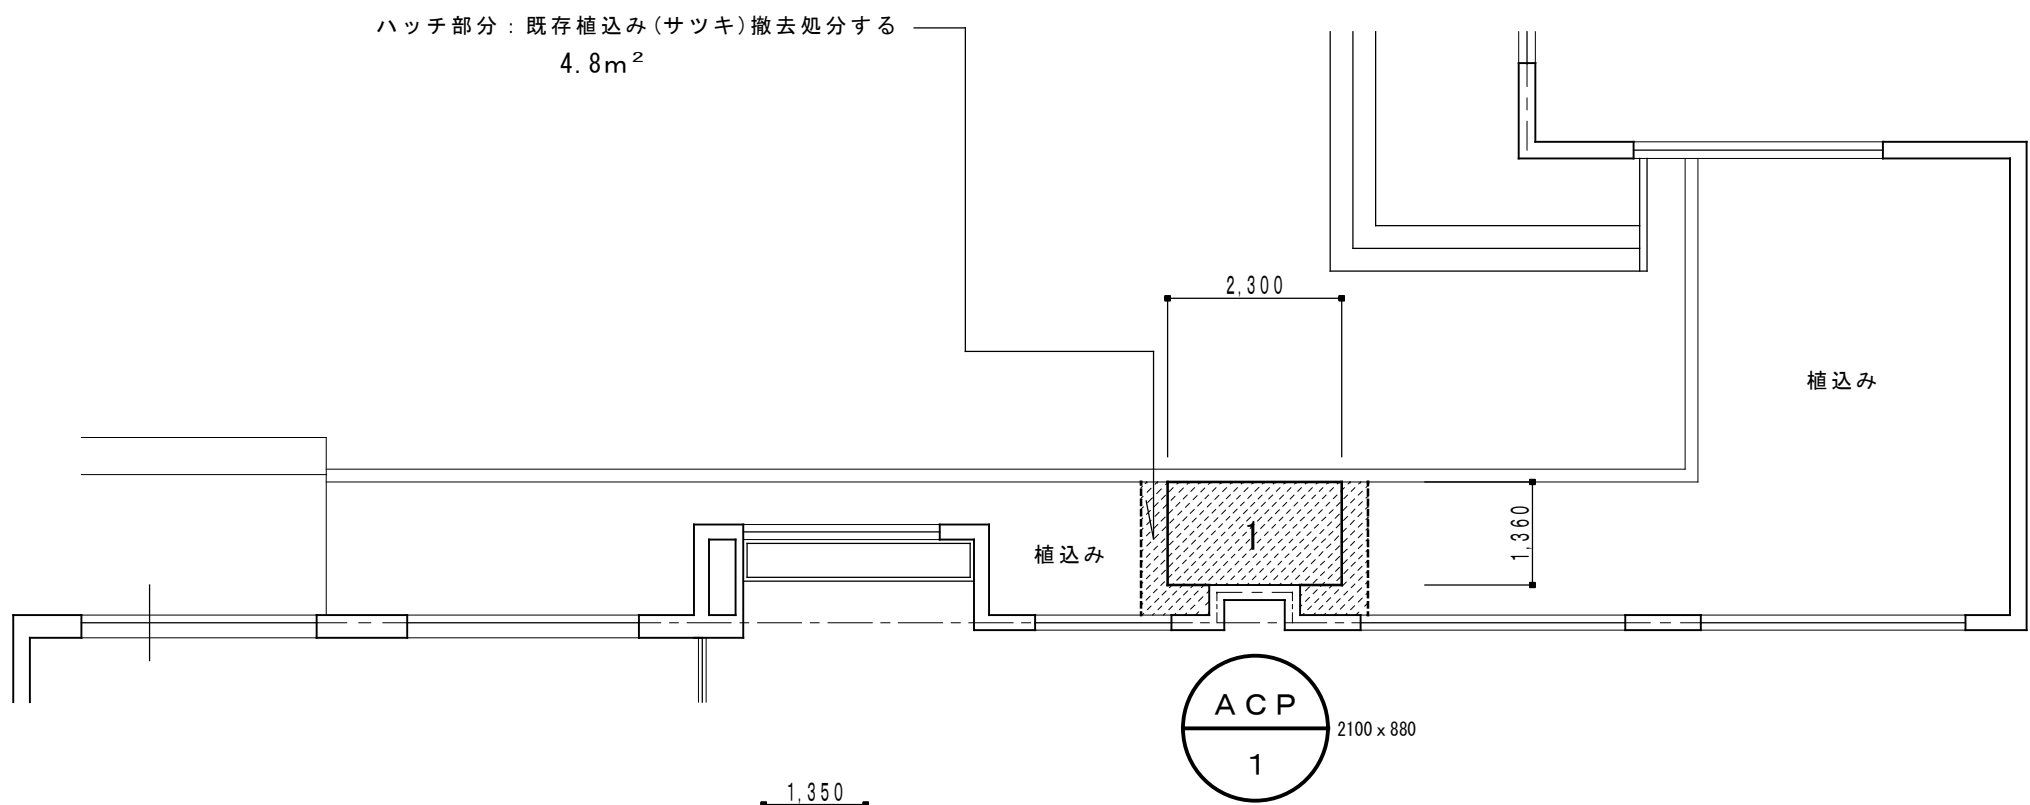 ハッチ部分：既存植込み(サツキ)撤去処分する
4.8m²
2,300
植込み
1,360
1
植込み
ACP
2100 x 880
1
1,350